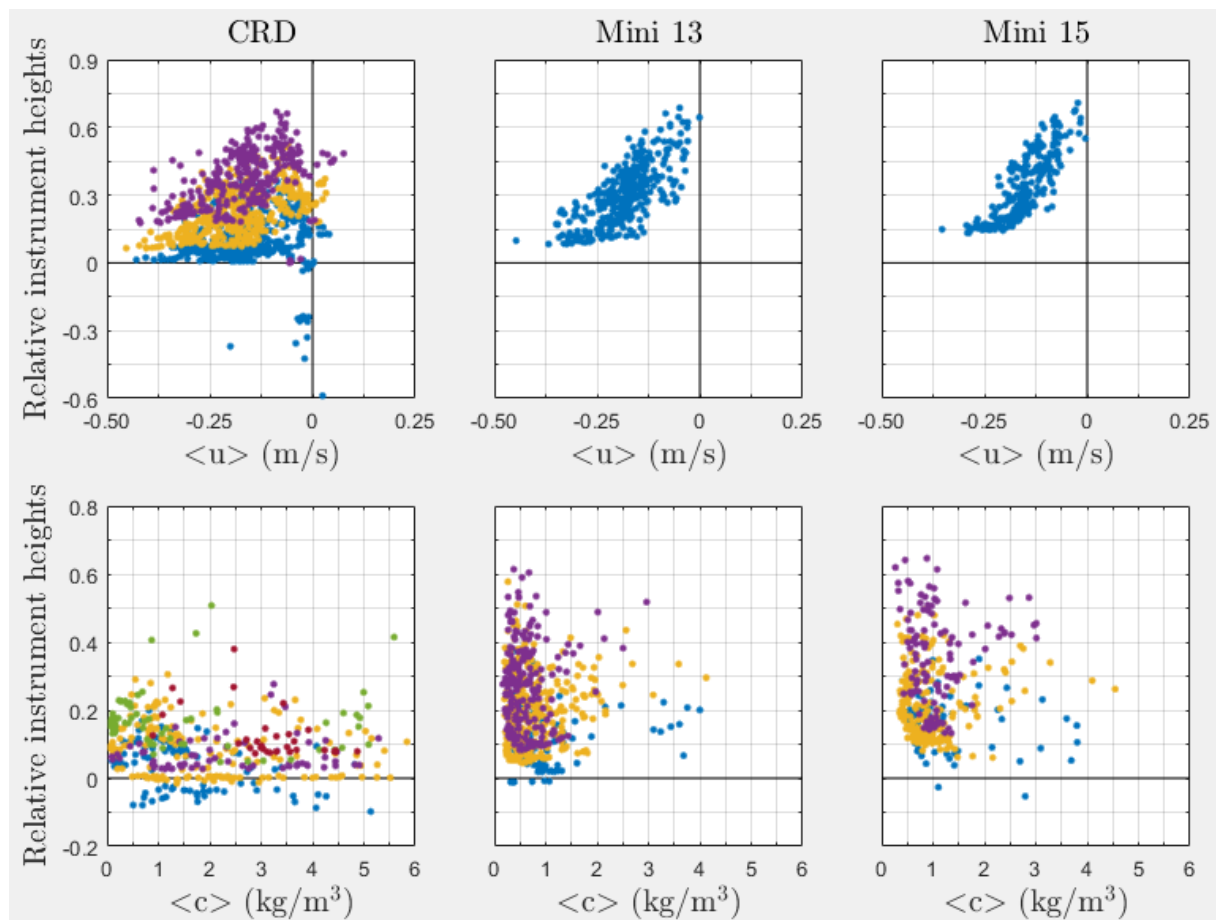 CRD Mini 13 Mini 15
Relative instrument heights
0.9
0.6
0.3
0
-0.3
-0.6
-0.50 -0.25 0 0.25 -0.50 -0.25 0 0.25 -0.50 -0.25 0 0.25
<u> (m/s) <u> (m/s) <u> (m/s)
Relative instrument heights
0.8
0.6
0.4
0.2
0
-0.2
0 1 2 3 4 5 6 0 1 2 3 4 5 6 0 1 2 3 4 5 6
<c> (kg/m³) <c> (kg/m³) <c> (kg/m³)